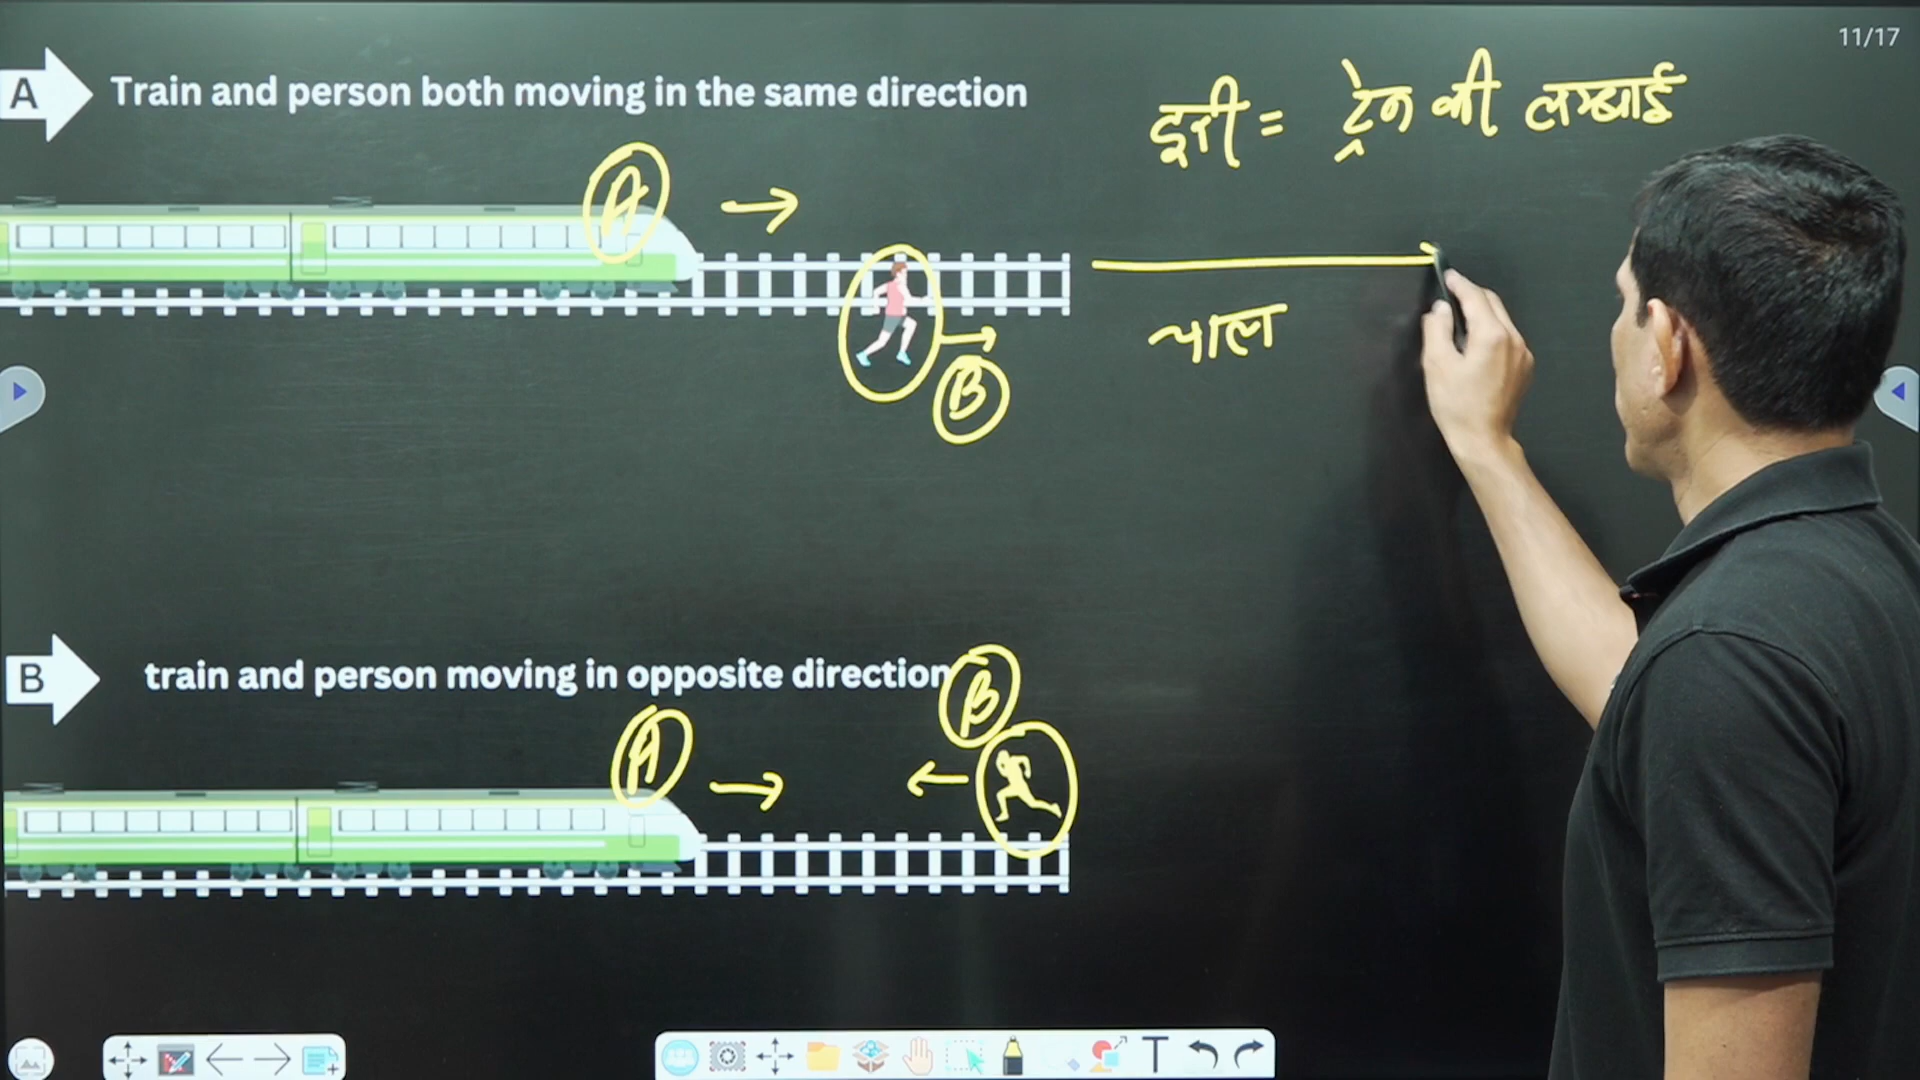 11/17
A
Train and person both moving in the same direction
दूरी = ट्रेन की लम्बाई
A
चाल
B
B
train and person moving in opposite direction
B
A
T